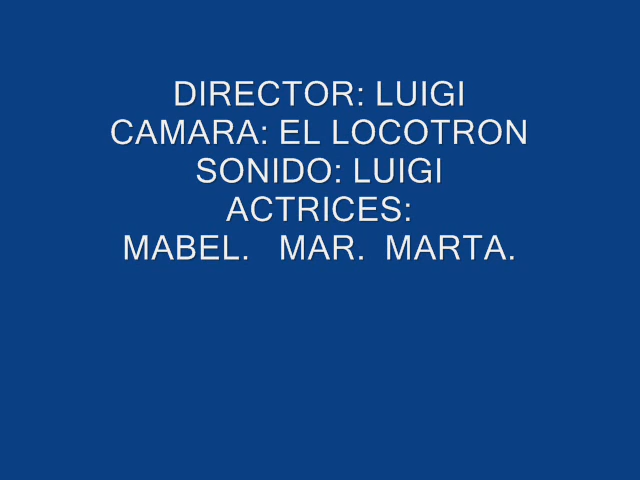 DIRECTOR: LUIGI
CAMARA: EL LOCOTRON
SONIDO: LUIGI
ACTRICES:
MABEL.   MAR.  MARTA.